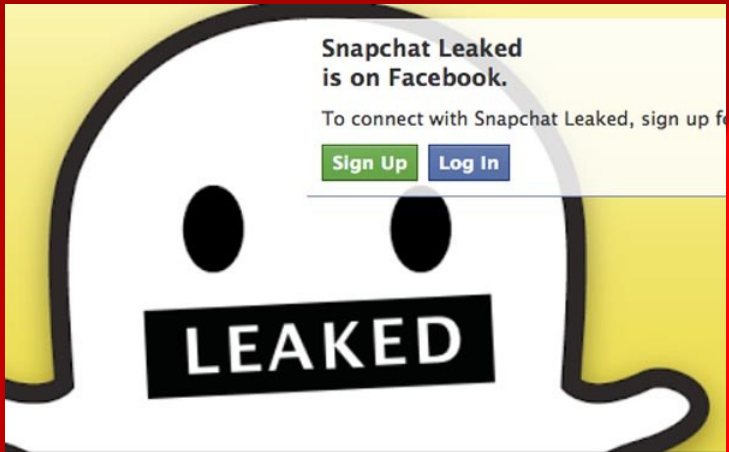 Snapchat Leaked
is on Facebook.
To connect with Snapchat Leaked, sign up
Sign Up Log In
LEAKED